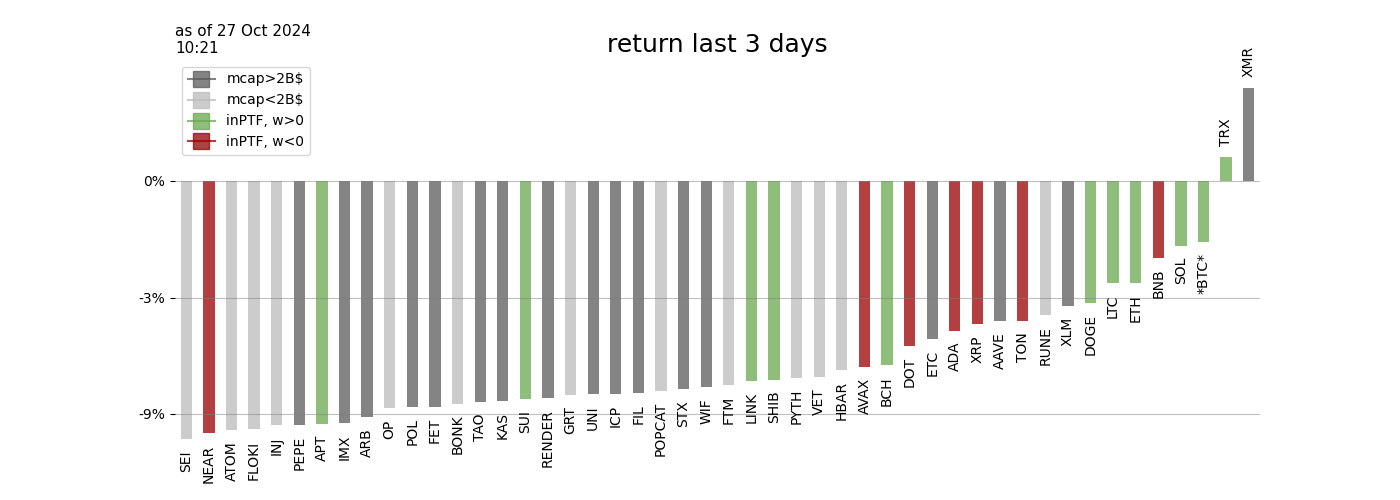 as of 27 Oct 2024
10:21
return last 3 days
mcap>2B$
mcap<2B$
inPTF, w>0
inPTF, w<0
0%
-3%
-9%
SEI
NEAR
ATOM
FLOKI
INJ
PEPE
APT
IMX
ARB
OP
POL
FET
BONK
TAO
KAS
SUI
RENDER
GRT
UNI
ICP
FIL
POPCAT
STX
WIF
FTM
LINK
SHIB
PYTH
VET
HBAR
AVAX
BCH
DOT
ETC
ADA
XRP
AAVE
TON
RUNE
XLM
DOGE
LTC
ETH
BNB
SOL
*BTC*
TRX
XMR